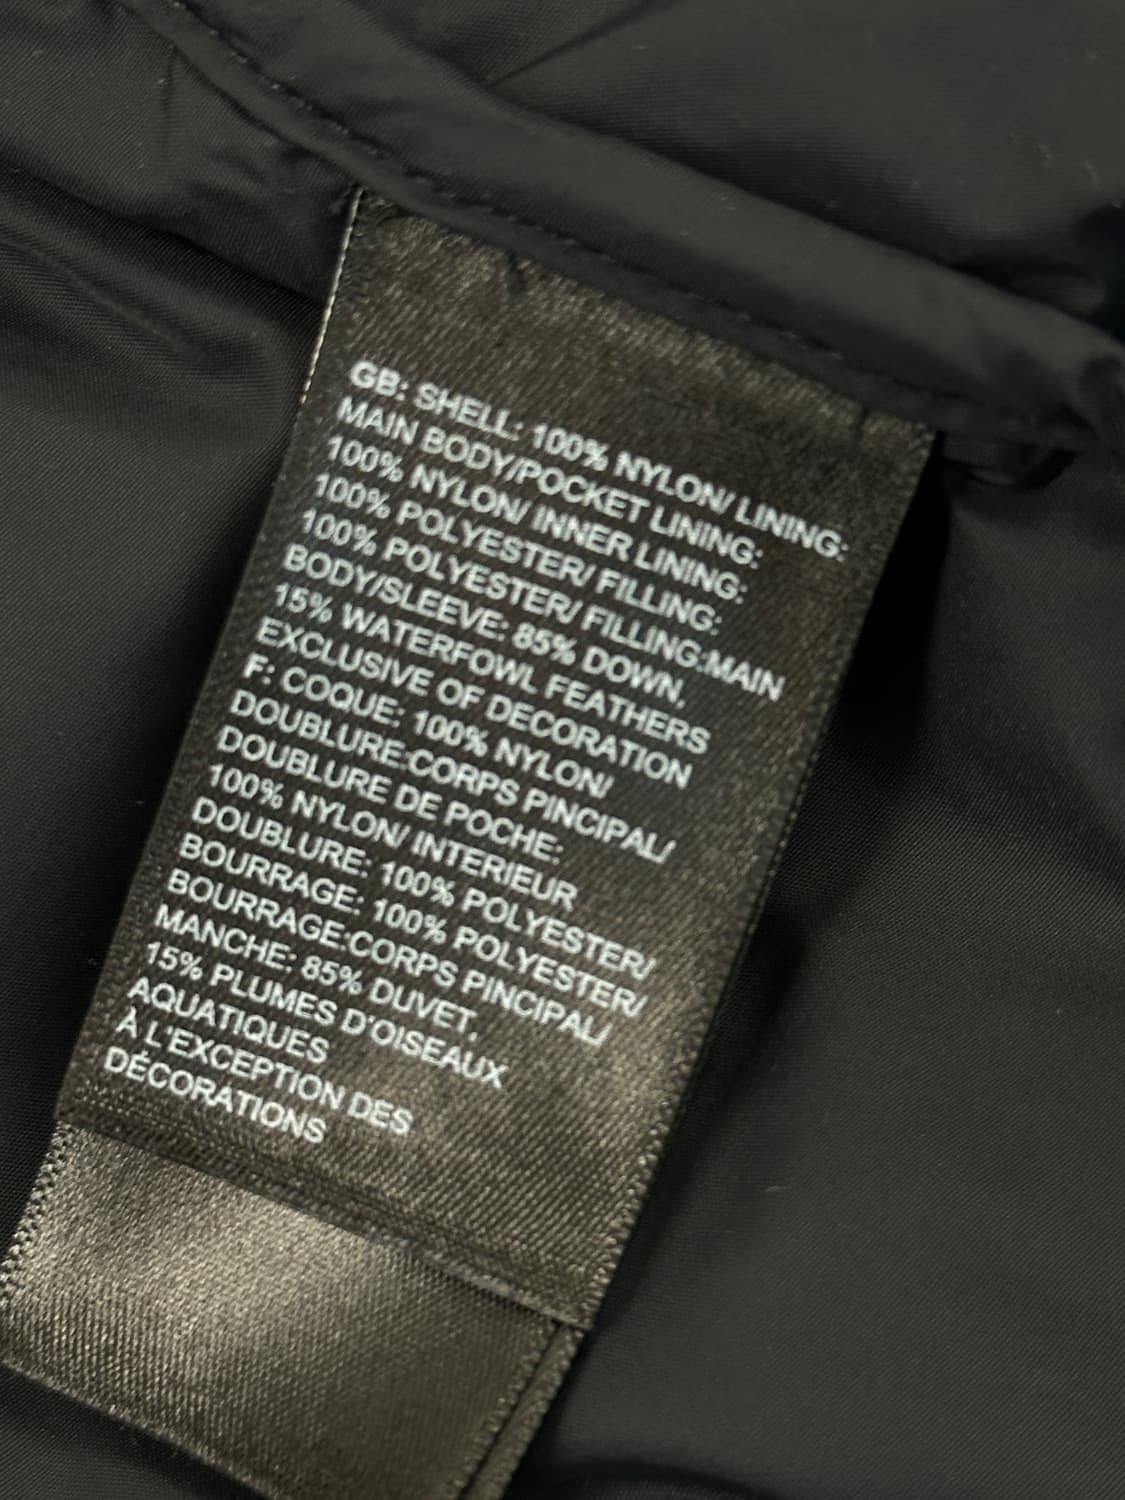 GB: SHELL: 100% NYLON/ LINING:
MAIN BODY/POCKET LINING:
100% NYLON/ INNER LINING:
100% POLYESTER/ FILLING:
100% POLYESTER/ FILLING:MAIN
BODY/SLEEVE: 85% DOWN,
15% WATERFOWL FEATHERS
EXCLUSIVE OF DECORATION
F: COQUE: 100% NYLON/
DOUBLURE:CORPS PINCIPAL/
DOUBLURE DE POCHE:
100% NYLON/ INTERIEUR
DOUBLURE: 100% POLYESTER/
BOURRAGE: 100% POLYESTER/
BOURRAGE:CORPS PINCIPAL/
MANCHE: 85% DUVET,
15% PLUMES D'OISEAUX
AQUATIQUES
À L'EXCEPTION DES
DÉCORATIONS